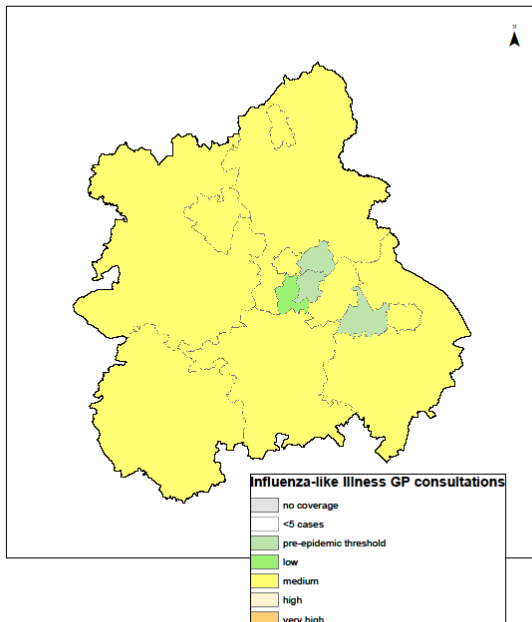 N
Influenza-like Illness GP consultations
no coverage
<5 cases
pre-epidemic threshold
low
medium
high
very high